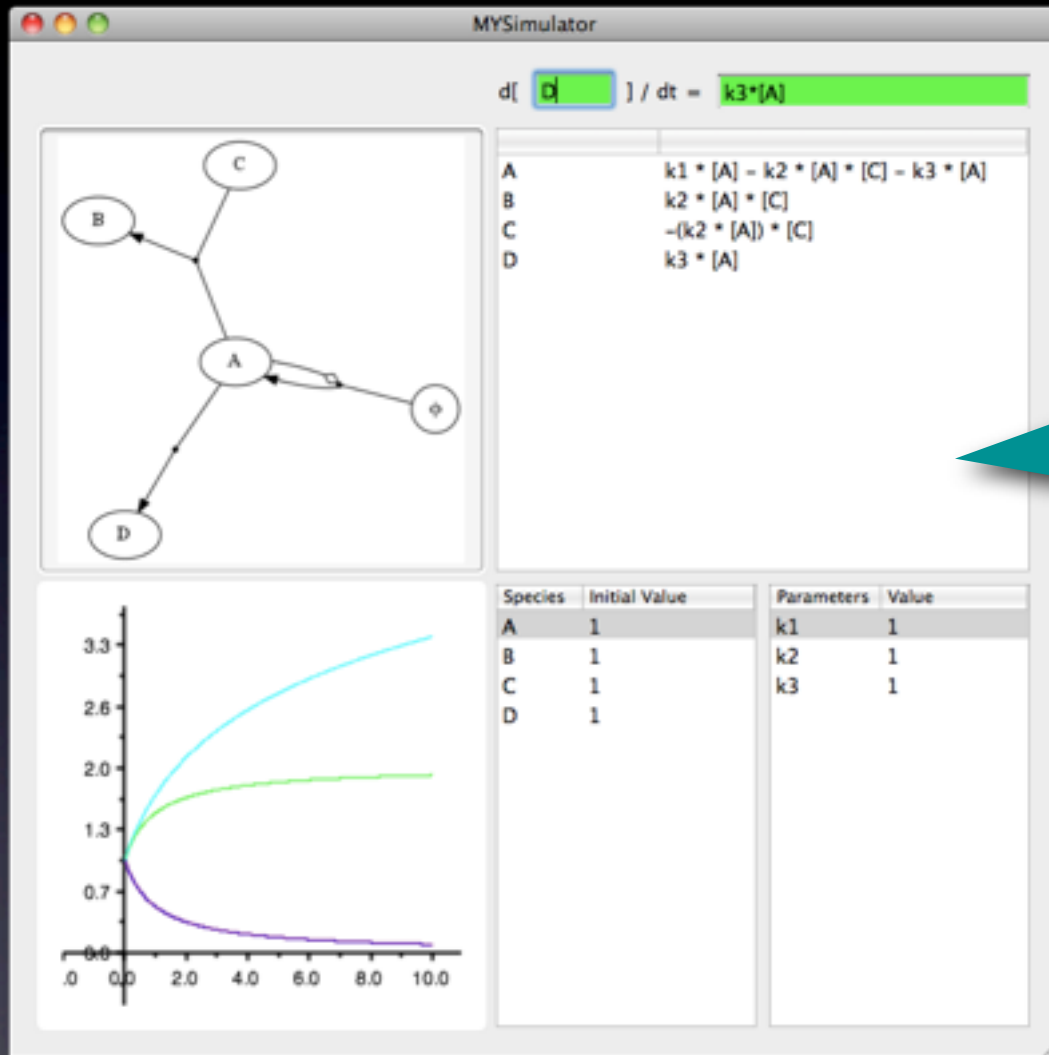 MYSimulator
d[ D ] / dt = k3*[A]
C
B
A
ϕ
D
A k1 * [A] – k2 * [A] * [C] – k3 * [A]
B k2 * [A] * [C]
C –(k2 * [A]) * [C]
D k3 * [A]
3.3
2.6
2.0
1.3
0.7
0.0
.0 0.0 2.0 4.0 6.0 8.0 10.0
Species Initial Value
A 1
B 1
C 1
D 1
Parameters Value
k1 1
k2 1
k3 1